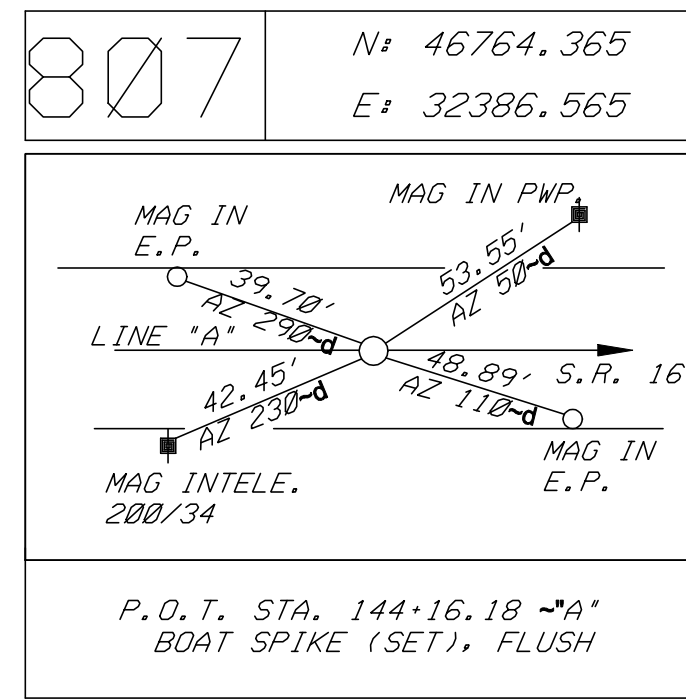 807
N: 46764.365
E: 32386.565
MAG IN PWP.
MAG IN
E.P.
53.55'
AZ 50~d
39.70'
AZ 290~d
LINE "A"
48.89'
AZ 110~d
S.R. 16
42.45'
AZ 230~d
MAG IN
E.P.
MAG INTELE.
200/34
P.O.T. STA. 144+16.18 ~"A"
BOAT SPIKE (SET), FLUSH